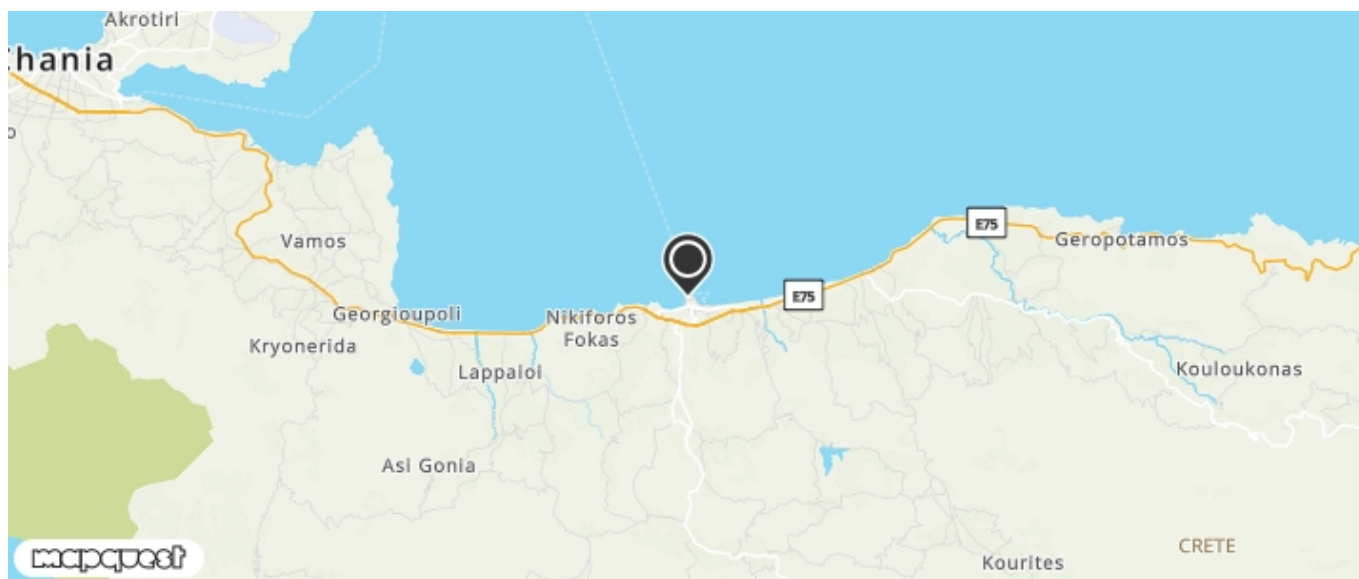 Akrotiri
Chania
o
Vamos
E75
Geropotamos
E75
Georgioupoli
Nikiforos
Fokas
Kryonerida
Lappaioi
Kouloukonas
Asi Gonia
CRETE
mapquest
Kourites